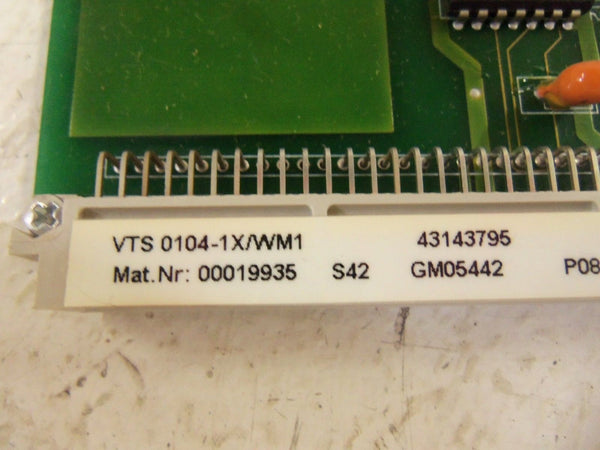 VTS 0104-1X/WM1 43143795
Mat.Nr: 00019935 S42 GM05442 P08